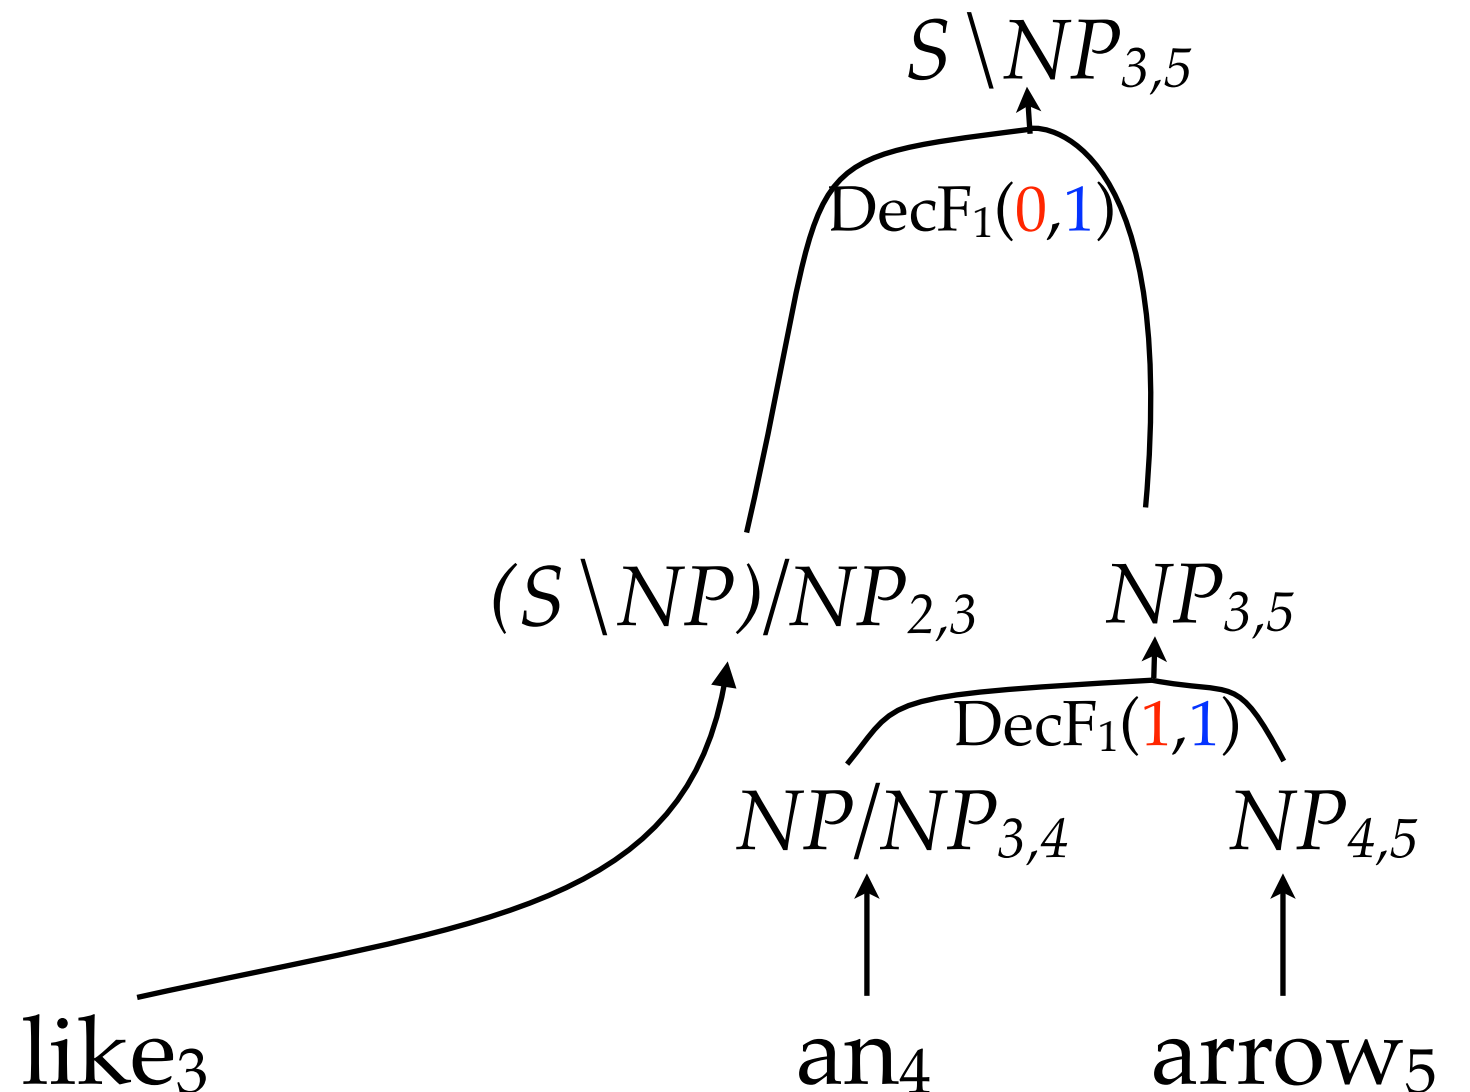 S\NP₃,₅
DecF₁(0,1)
(S\NP)/NP₂,₃ NP₃,₅
DecF₁(1,1)
NP/NP₃,₄ NP₄,₅
like₃ an₄ arrow₅